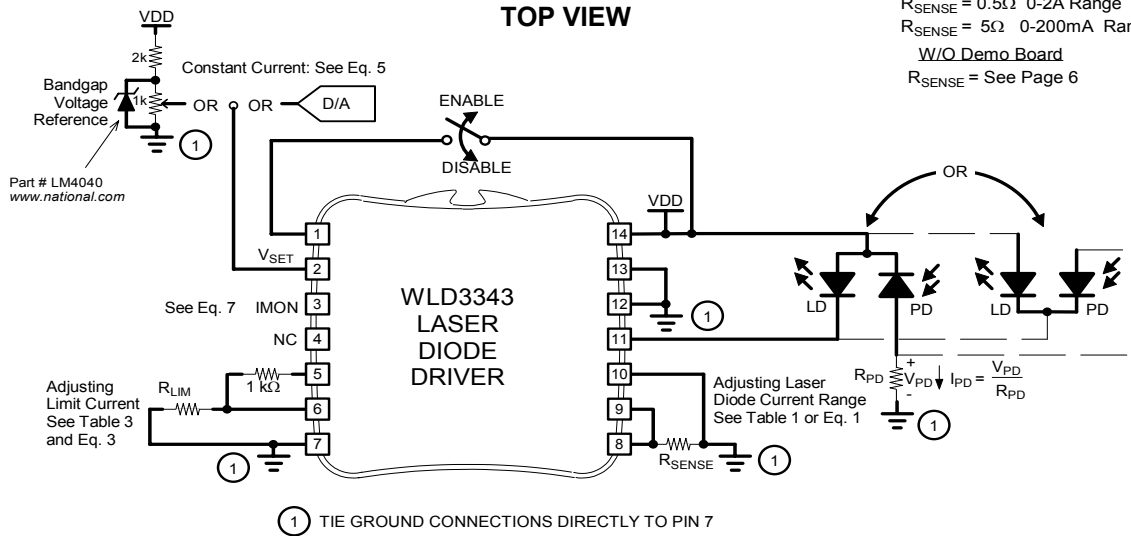 TOP VIEW
R_SENSE = 0.5Ω 0-2A Range
R_SENSE = 5Ω 0-200mA
W/O Demo Board
R_SENSE = See Page 6
VDD
2k
1k
Bandgap
Voltage
Reference
Part # LM4040
www.national.com
Constant Current: See Eq. 5
OR
OR
D/A
1
ENABLE
DISABLE
VDD
OR
V_SET
1
2
3
4
5
6
7
14
13
12
11
10
9
8
See Eq. 7 IMON
NC
WLD3343
LASER
DIODE
DRIVER
1
LD
PD
LD
PD
Adjusting
Limit Current
See Table 3
and Eq. 3
R_LIM
1 kΩ
1
Adjusting Laser
Diode Current Range
See Table 1 or Eq. 1
R_SENSE
1
R_PD
+
V_PD
-
I_PD = V_PD / R_PD
1
1 TIE GROUND CONNECTIONS DIRECTLY TO PIN 7